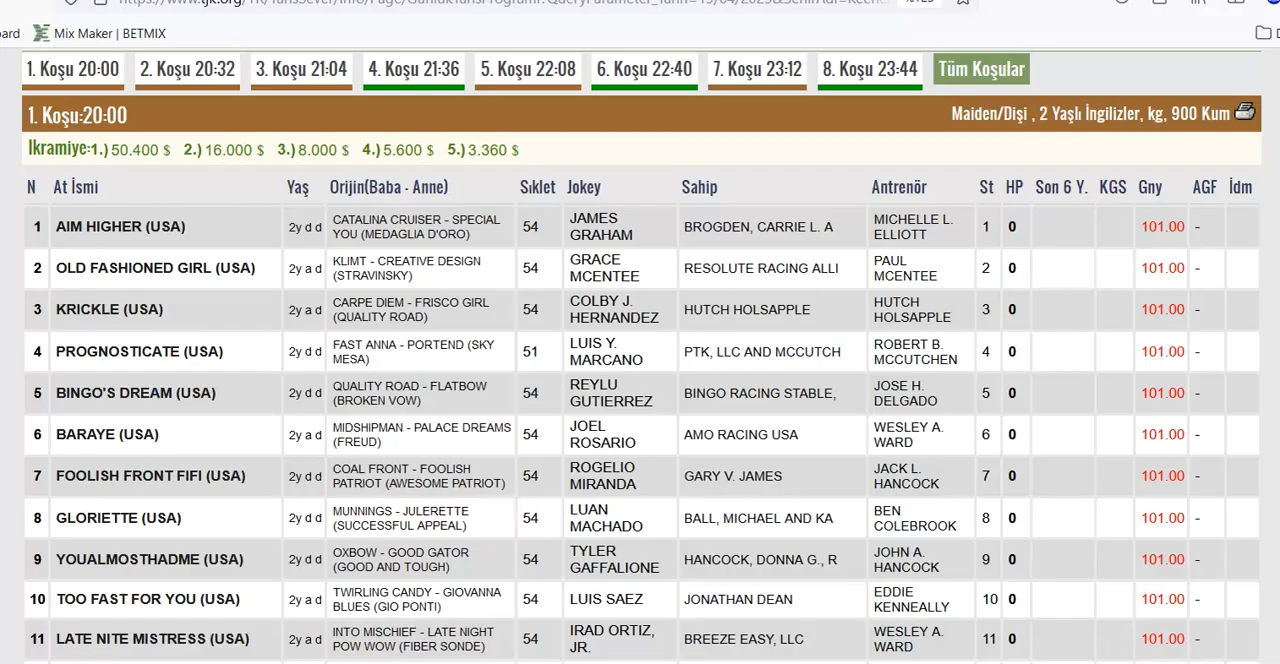 ard Mix Maker | BETMIX
1. Koşu 20:00 2. Koşu 20:32 3. Koşu 21:04 4. Koşu 21:36 5. Koşu 22:08 6. Koşu 22:40 7. Koşu 23:12 8. Koşu 23:44 Tüm Koşular
1. Koşu:20:00 Maiden/Dişi , 2 Yaşlı İngilizler, kg, 900 Kum
İkramiye:1.) 50.400 $ 2.) 16.000 $ 3.) 8.000 $ 4.) 5.600 $ 5.) 3.360 $
N At İsmi Yaş Orijin(Baba - Anne) Sıklet Jokey Sahip Antrenör St HP Son 6 Y. KGS Gny AGF İdm
1 AIM HIGHER (USA) 2y d d CATALINA CRUISER - SPECIAL YOU (MEDAGLIA D'ORO) 54 JAMES GRAHAM BROGDEN, CARRIE L. A MICHELLE L. ELLIOTT 1 0 101.00 -
2 OLD FASHIONED GIRL (USA) 2y a d KLIMT - CREATIVE DESIGN (STRAVINSKY) 54 GRACE MCENTEE RESOLUTE RACING ALLI PAUL MCENTEE 2 0 101.00 -
3 KRICKLE (USA) 2y a d CARPE DIEM - FRISCO GIRL (QUALITY ROAD) 54 COLBY J. HERNANDEZ HUTCH HOLSAPPLE HUTCH HOLSAPPLE 3 0 101.00 -
4 PROGNOSTICATE (USA) 2y d d FAST ANNA - PORTEND (SKY MESA) 51 LUIS Y. MARCANO PTK, LLC AND MCCUTCH ROBERT B. MCCUTCHEN 4 0 101.00 -
5 BINGO'S DREAM (USA) 2y d d QUALITY ROAD - FLATBOW (BROKEN VOW) 54 REYLU GUTIERREZ BINGO RACING STABLE, JOSE H. DELGADO 5 0 101.00 -
6 BARAYE (USA) 2y a d MIDSHIPMAN - PALACE DREAMS (FREUD) 54 JOEL ROSARIO AMO RACING USA WESLEY A. WARD 6 0 101.00 -
7 FOOLISH FRONT FIFI (USA) 2y d d COAL FRONT - FOOLISH PATRIOT (AWESOME PATRIOT) 54 ROGELIO MIRANDA GARY V. JAMES JACK L. HANCOCK 7 0 101.00 -
8 GLORIETTE (USA) 2y d d MUNNINGS - JULERETTE (SUCCESSFUL APPEAL) 54 LUAN MACHADO BALL, MICHAEL AND KA BEN COLEBROOK 8 0 101.00 -
9 YOUALMOSTHADME (USA) 2y d d OXBOW - GOOD GATOR (GOOD AND TOUGH) 54 TYLER GAFFALIONE HANCOCK, DONNA G., R JOHN A. HANCOCK 9 0 101.00 -
10 TOO FAST FOR YOU (USA) 2y a d TWIRLING CANDY - GIOVANNA BLUES (GIO PONTI) 54 LUIS SAEZ JONATHAN DEAN EDDIE KENNEALLY 10 0 101.00 -
11 LATE NITE MISTRESS (USA) 2y a d INTO MISCHIEF - LATE NIGHT POW WOW (FIBER SONDE) 54 IRAD ORTIZ, JR. BREEZE EASY, LLC WESLEY A. WARD 11 0 101.00 -